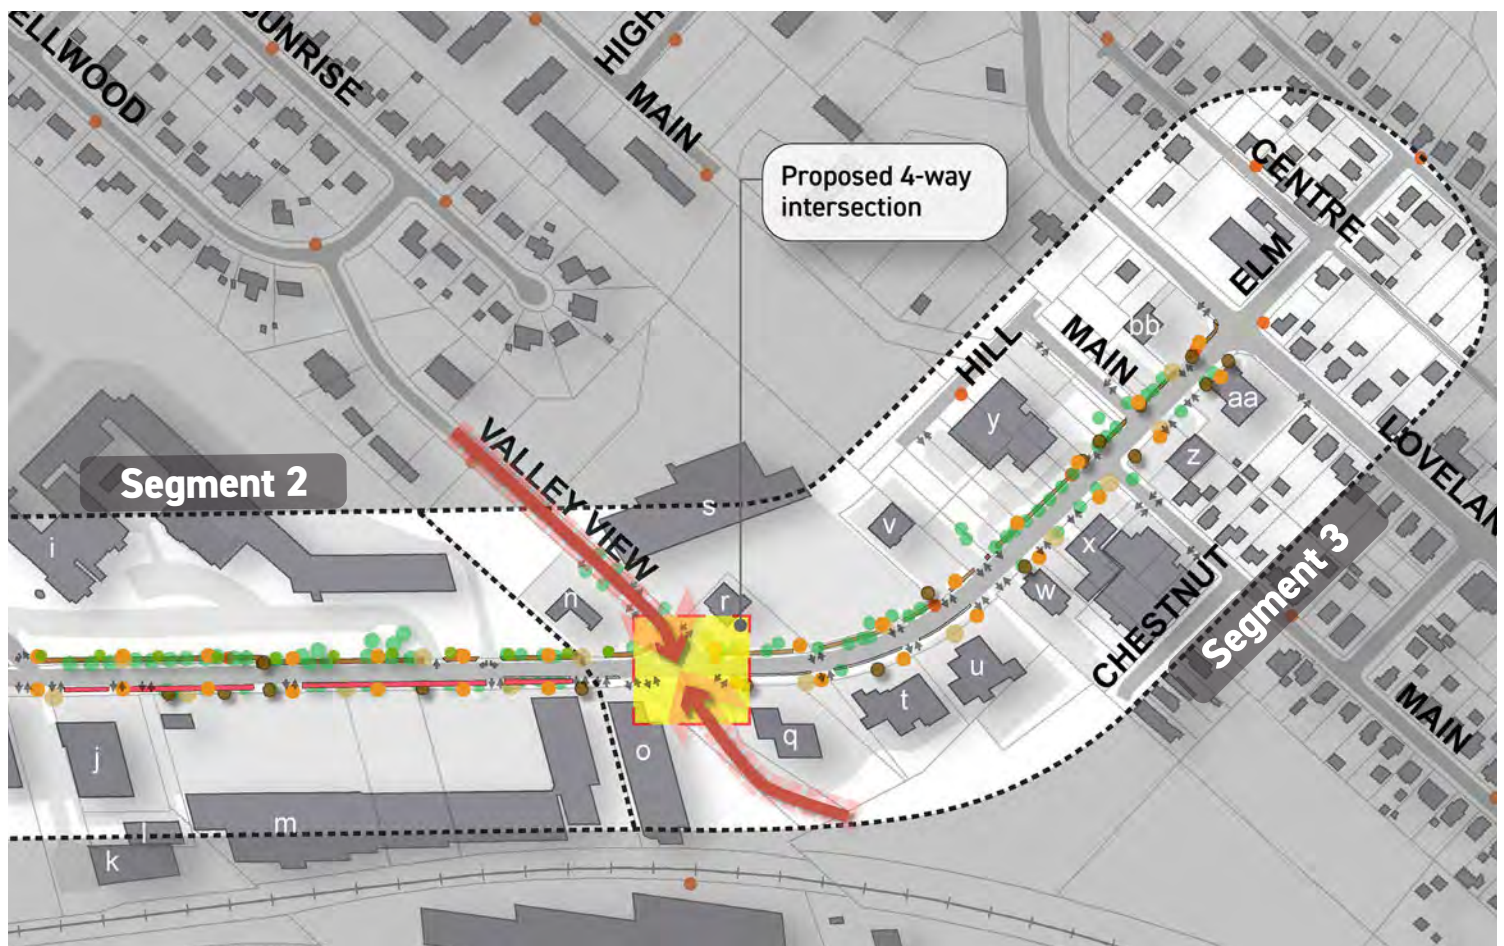 ELLWOOD
SUNRISE
HIGH
MAIN
Proposed 4-way
intersection
CENTRE
ELM
bb
MAIN
HILL
aa
y
z
LOVELAN
Segment 2
VALLEY VIEW
s
v
x
i
n
r
w
CHESTNUT
Segment 3
u
t
MAIN
j
o
q
m
l
k